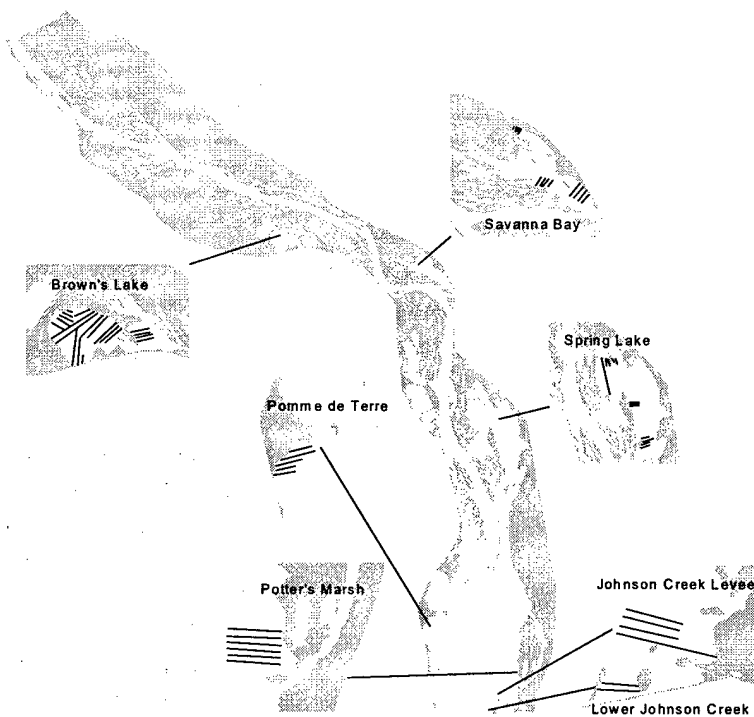 Savanna Bay
Brown's Lake
Spring Lake
Pomme de Terre
Potter's Marsh
Johnson Creek Levee
Lower Johnson Creek